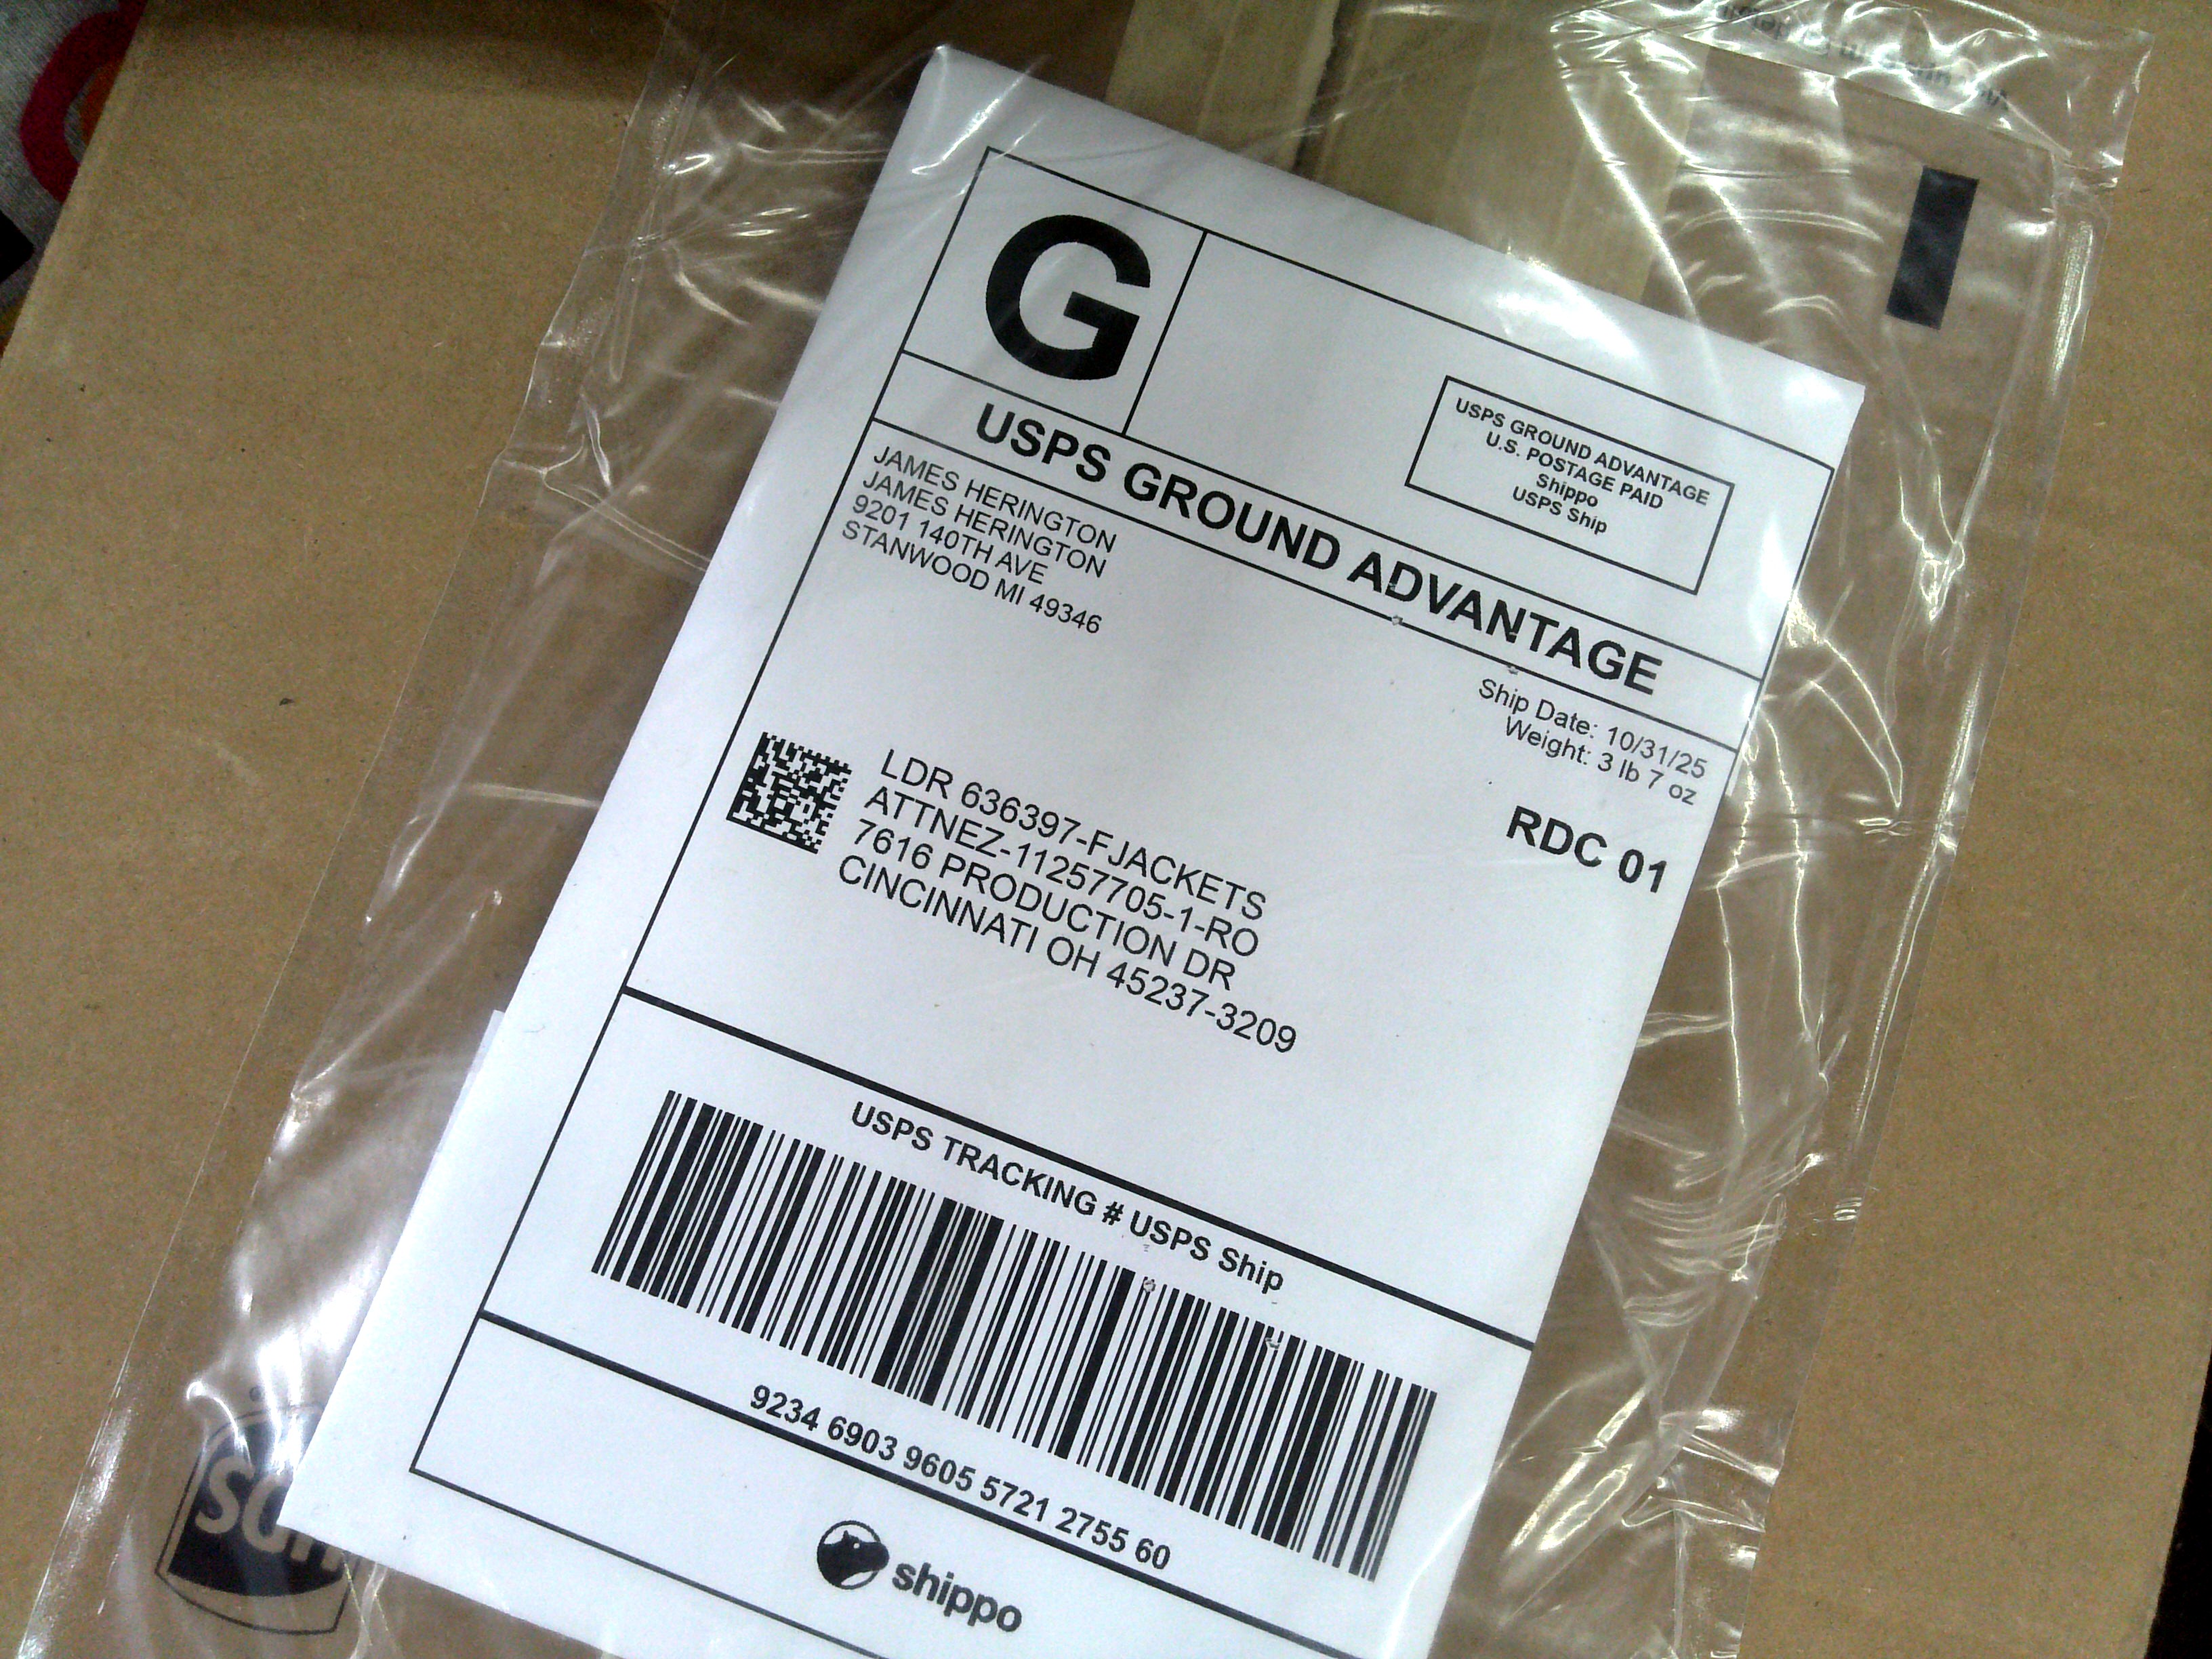 G
USPS GROUND ADVANTAGE
U.S. POSTAGE PAID
Shippo
USPS Ship
USPS GROUND ADVANTAGE
JAMES HERINGTON
JAMES HERINGTON
9201 140TH AVE
STANWOOD MI 49346
Ship Date: 10/31/25
Weight: 3 lb 7 oz
RDC 01
LDR 636397-FJACKETS
ATTNEZ-11257705-1-RO
7616 PRODUCTION DR
CINCINNATI OH 45237-3209
USPS TRACKING # USPS Ship
9234 6903 9605 5721 2755 60
shippo